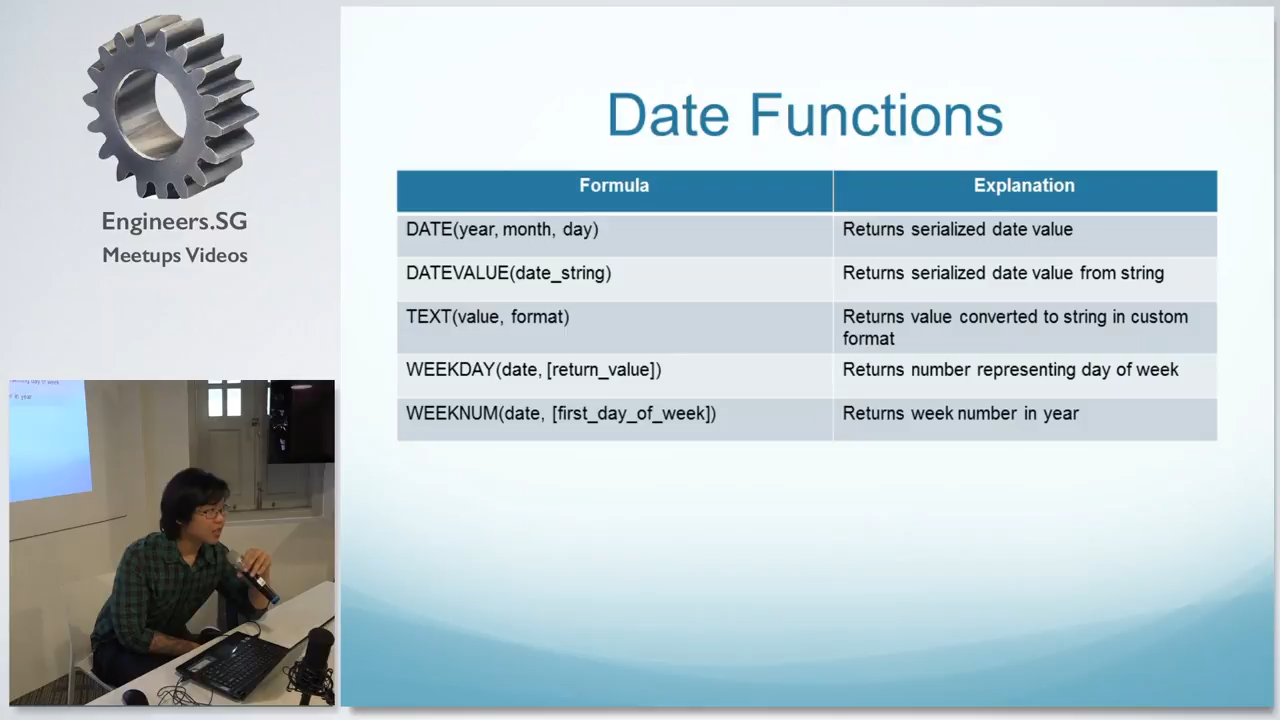 Engineers.SG
Meetups Videos
Date Functions
Formula
Explanation
DATE(year, month, day)
Returns serialized date value
DATEVALUE(date_string)
Returns serialized date value from string
TEXT(value, format)
Returns value converted to string in custom
format
WEEKDAY(date, [return_value])
Returns number representing day of week
WEEKNUM(date, [first_day_of_week])
Returns week number in year